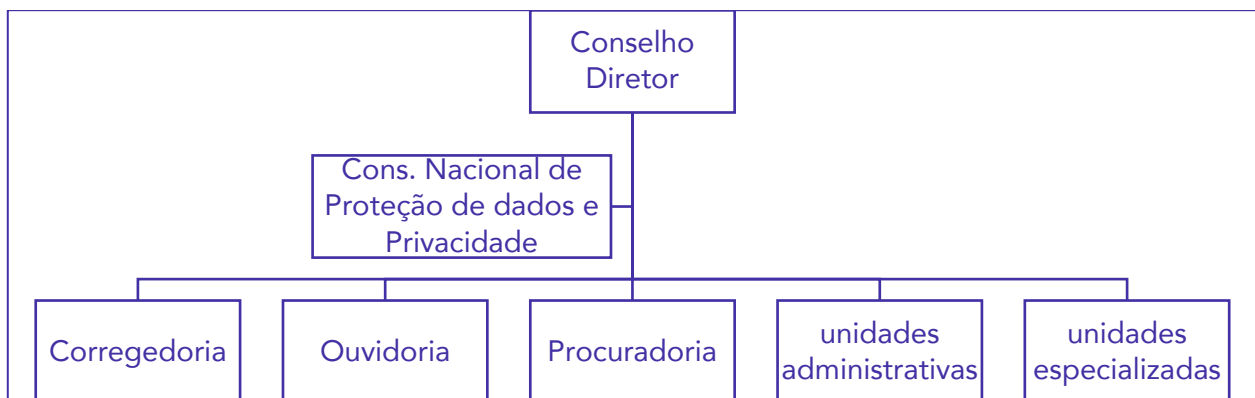 Conselho
Diretor
Cons. Nacional de
Proteção de dados e
Privacidade
Corregedoria
Ouvidoria
Procuradoria
unidades
administrativas
unidades
especializadas